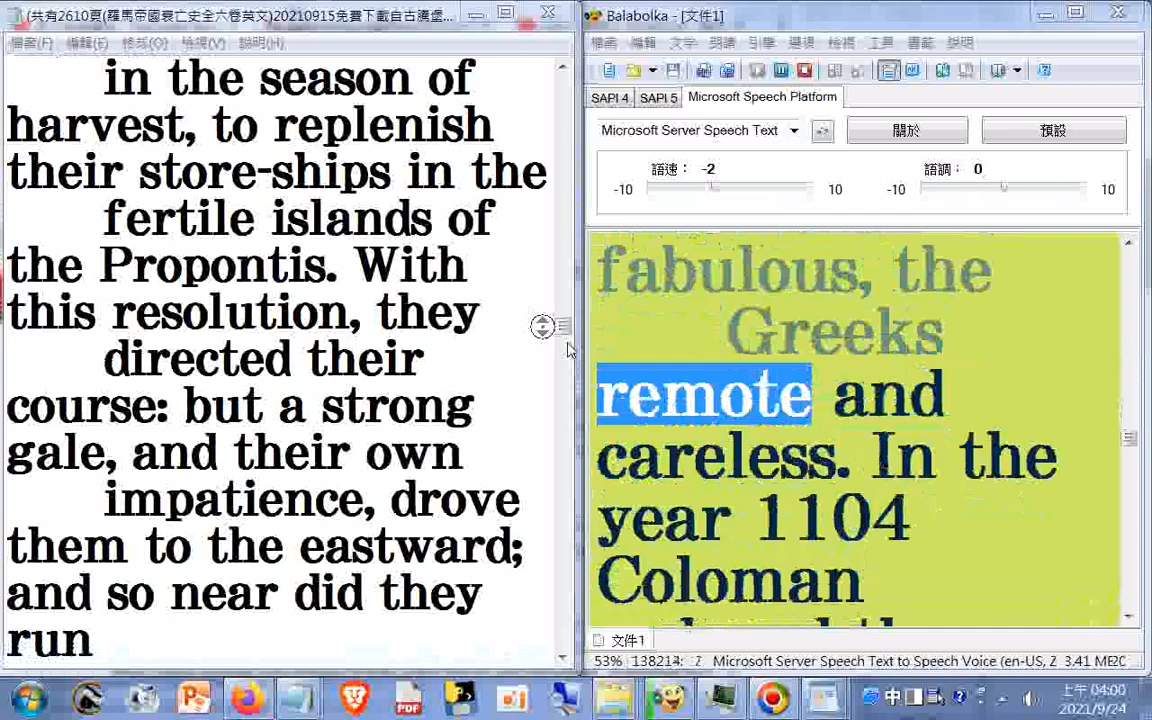 (共有2610頁(羅馬帝國衰亡史全六卷英文)20210915免費下載自古騰堡...
檔案(F) 編輯(E) 格式(O) 檢視(V) 說明(H)
in the season of
harvest, to replenish
their store-ships in the
fertile islands of
the Propontis. With
this resolution, they
directed their
course: but a strong
gale, and their own
impatience, drove
them to the eastward;
and so near did they
run
Balabolka - [文件1]
檔案 編輯 文字 朗讀 引擎 選項 檢視 工具 書籤 說明
SAPI 4 SAPI 5 Microsoft Speech Platform
Microsoft Server Speech Text 關於 預設
語速: -2 語調: 0
-10 10 -10 10
fabulous, the
Greeks
remote and
careless. In the
year 1104
Coloman
文件1
53% 138214: Microsoft Server Speech Text to Speech Voice (en-US, Z 3.41 ME20
中 上午 04:00
2021/9/24